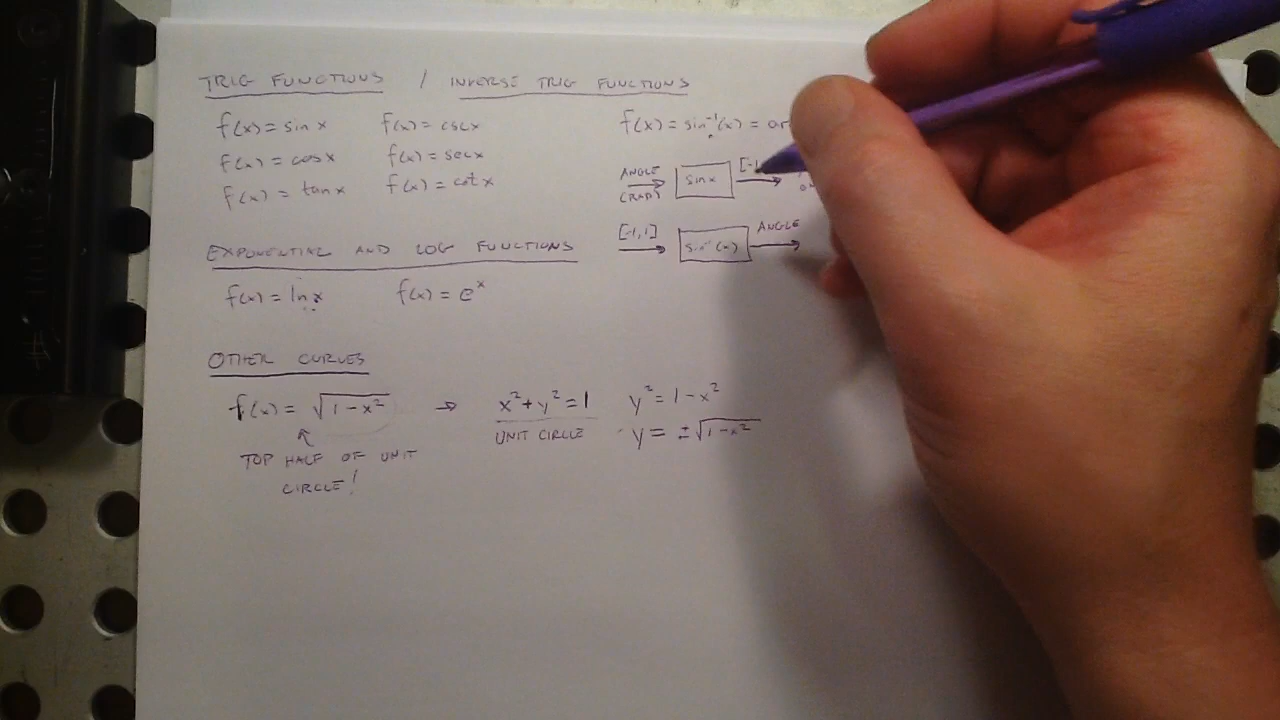 TRIG FUNCTIONS / INVERSE TRIG FUNCTIONS
f(x) = sin x f(x) = csc x
f(x) = cos x f(x) = sec x
f(x) = tan x f(x) = cot x
f(x) = sin⁻¹(x) =
ANGLE (RAD) → sin x → [-1
[-1,1] → sin⁻¹(x) → ANGLE
EXPONENTIAL AND LOG FUNCTIONS
f(x) = ln x f(x) = e^x
OTHER CURVES
f(x) = √(1-x²) → x²+y²=1 y² = 1-x²
UNIT CIRCLE y = ±√(1-x²)
TOP HALF OF UNIT
CIRCLE!